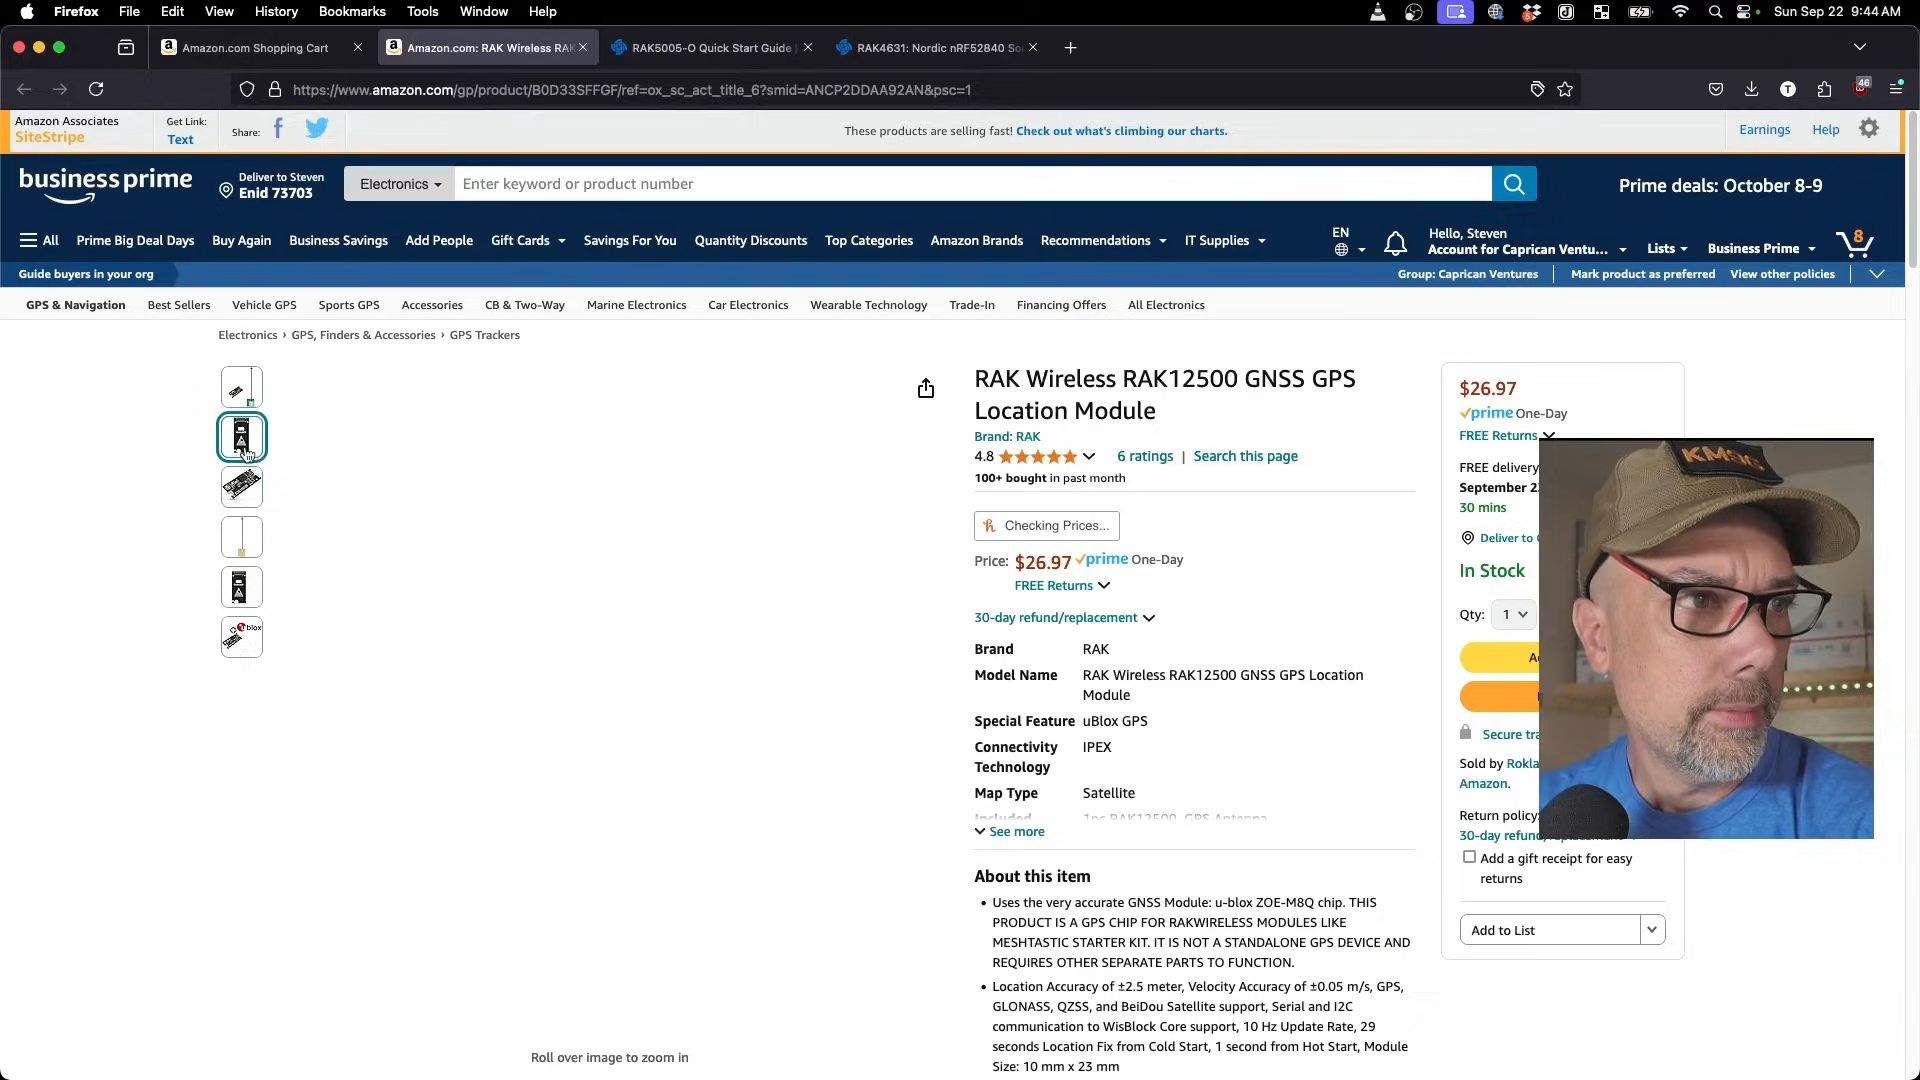 Firefox File Edit View History Bookmarks Tools Window Help Sun Sep 22 9:44 AM
Amazon.com Shopping Cart
Amazon.com: RAK Wireless RAK
RAK5005-O Quick Start Guide
RAK4631: Nordic nRF52840 So
https://www.amazon.com/gp/product/B0D33SFFGF/ref=ox_sc_act_title_6?smid=ANCP2DDAA92AN&psc=1
T
46
Amazon Associates
SiteStripe
Get Link:
Text
Share:
These products are selling fast! Check out what's climbing our charts.
Earnings Help
business prime
Deliver to Steven
Enid 73703
Electronics
Enter keyword or product number
Prime deals: October 8-9
All Prime Big Deal Days Buy Again Business Savings Add People Gift Cards Savings For You Quantity Discounts Top Categories Amazon Brands Recommendations IT Supplies
EN
Hello, Steven
Account for Caprican Ventu...
Lists
Business Prime
8
Guide buyers in your org
Group: Caprican Ventures Mark product as preferred View other policies
GPS & Navigation Best Sellers Vehicle GPS Sports GPS Accessories CB & Two-Way Marine Electronics Car Electronics Wearable Technology Trade-In Financing Offers All Electronics
Electronics › GPS, Finders & Accessories › GPS Trackers
RAK Wireless RAK12500 GNSS GPS
Location Module
Brand: RAK
4.8 6 ratings | Search this page
100+ bought in past month
Checking Prices...
Price: $26.97 prime One-Day
FREE Returns
30-day refund/replacement
Brand RAK
Model Name RAK Wireless RAK12500 GNSS GPS Location
Module
Special Feature uBlox GPS
Connectivity IPEX
Technology
Map Type Satellite
Included 1pc RAK12500, GPS Antenna
See more
About this item
• Uses the very accurate GNSS Module: u-blox ZOE-M8Q chip. THIS
PRODUCT IS A GPS CHIP FOR RAKWIRELESS MODULES LIKE
MESHTASTIC STARTER KIT. IT IS NOT A STANDALONE GPS DEVICE AND
REQUIRES OTHER SEPARATE PARTS TO FUNCTION.
• Location Accuracy of ±2.5 meter, Velocity Accuracy of ±0.05 m/s, GPS,
GLONASS, QZSS, and BeiDou Satellite support, Serial and I2C
communication to WisBlock Core support, 10 Hz Update Rate, 29
seconds Location Fix from Cold Start, 1 second from Hot Start, Module
Size: 10 mm x 23 mm
Roll over image to zoom in
blox
$26.97
prime One-Day
FREE Returns
FREE delivery
September 2
30 mins
Deliver to
In Stock
Qty: 1
Secure tra
Sold by Rokla
Amazon.
Return policy:
30-day refund/replacement
Add a gift receipt for easy
returns
Add to List